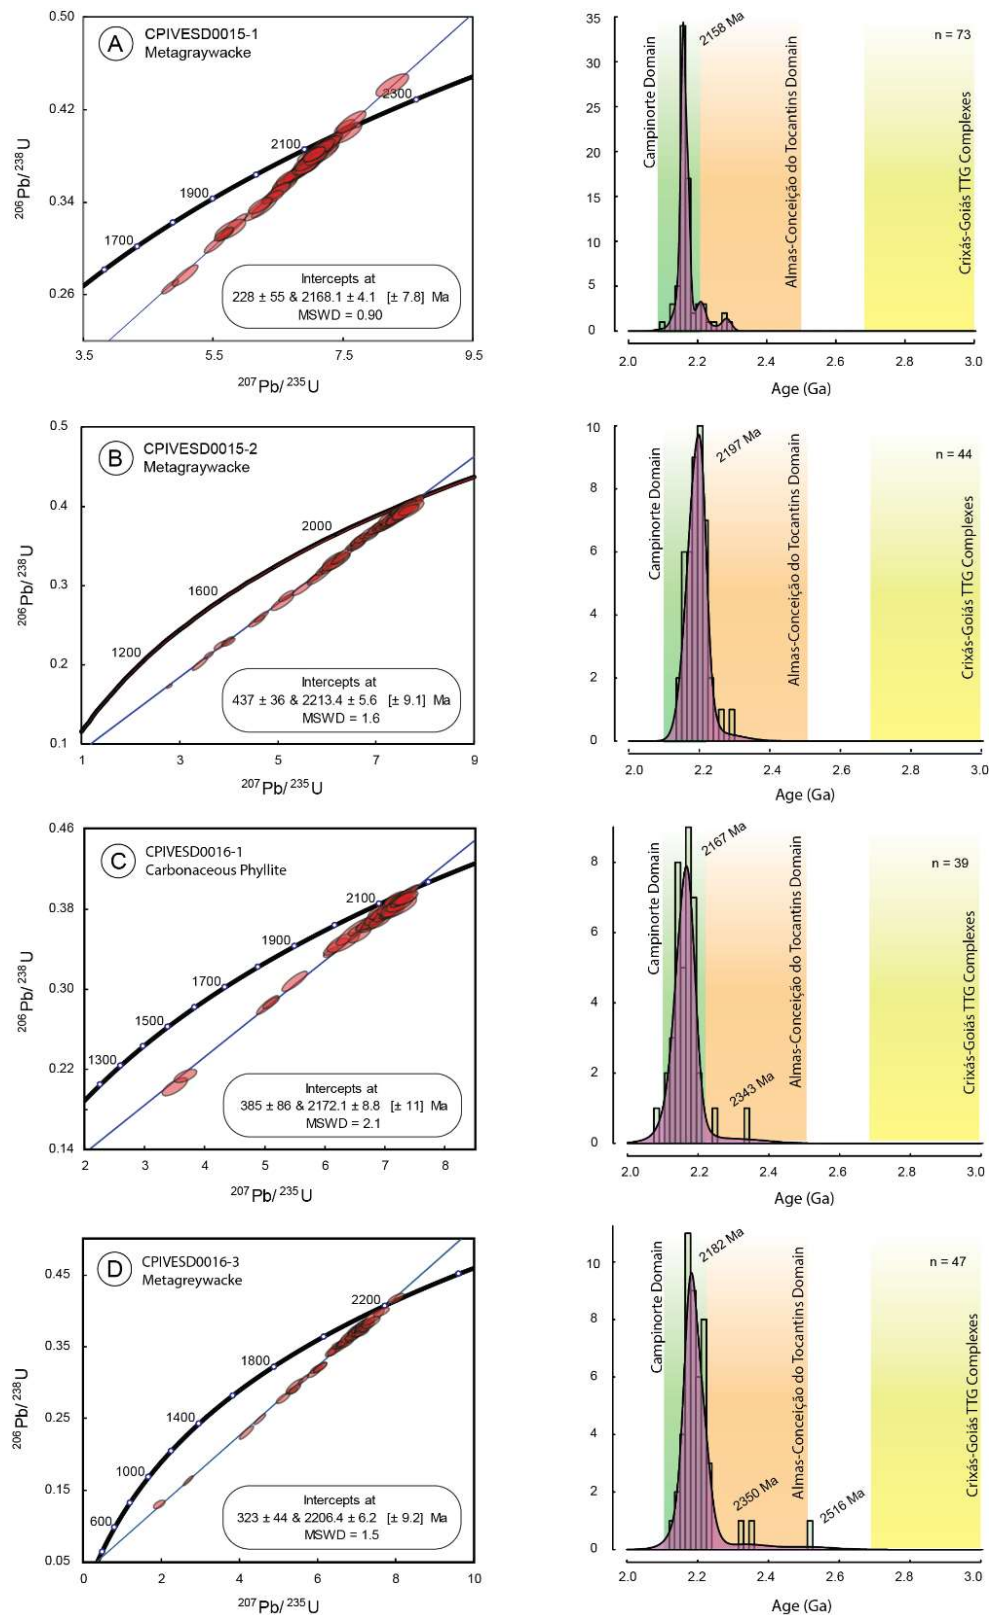 A
CPIVESD0015-1
Metagraywacke
0.50
0.42
0.34
0.26
206Pb/ 238U
2300
2100
1900
1700
Intercepts at
228 ± 55 & 2168.1 ± 4.1 [± 7.8] Ma
MSWD = 0.90
3.5 5.5 7.5 9.5
207Pb/ 235U
35
30
25
20
15
10
5
0
Campinorte Domain
2158 Ma
Almas-Conceição do Tocantins Domain
n = 73
Crixás-Goiás TTG Complexes
2.0 2.2 2.4 2.6 2.8 3.0
Age (Ga)
B
CPIVESD0015-2
Metagraywacke
0.5
0.4
0.3
0.2
0.1
206Pb/ 238U
2000
1600
1200
Intercepts at
437 ± 36 & 2213.4 ± 5.6 [± 9.1] Ma
MSWD = 1.6
1 3 5 7 9
207Pb/ 235U
10
8
6
4
2
0
Campinorte Domain
2197 Ma
Almas-Conceição do Tocantins Domain
n = 44
Crixás-Goiás TTG Complexes
2.0 2.2 2.4 2.6 2.8 3.0
Age (Ga)
C
CPIVESD0016-1
Carbonaceous Phyllite
0.46
0.38
0.30
0.22
0.14
206Pb/ 238U
2100
1900
1700
1500
1300
Intercepts at
385 ± 86 & 2172.1 ± 8.8 [± 11] Ma
MSWD = 2.1
2 3 4 5 6 7 8
207Pb/ 235U
8
6
4
2
0
Campinorte Domain
2167 Ma
2343 Ma
Almas-Conceição do Tocantins Domain
n = 39
Crixás-Goiás TTG Complexes
2.0 2.2 2.4 2.6 2.8 3.0
Age (Ga)
D
CPIVESD0016-3
Metagreywacke
0.45
0.35
0.25
0.15
0.05
206Pb/ 238U
2200
1800
1400
1000
600
Intercepts at
323 ± 44 & 2206.4 ± 6.2 [± 9.2] Ma
MSWD = 1.5
0 2 4 6 8 10
207Pb/ 235U
10
8
6
4
2
0
Campinorte Domain
2182 Ma
2350 Ma
Almas-Conceição do Tocantins Domain
2516 Ma
n = 47
Crixás-Goiás TTG Complexes
2.0 2.2 2.4 2.6 2.8 3.0
Age (Ga)